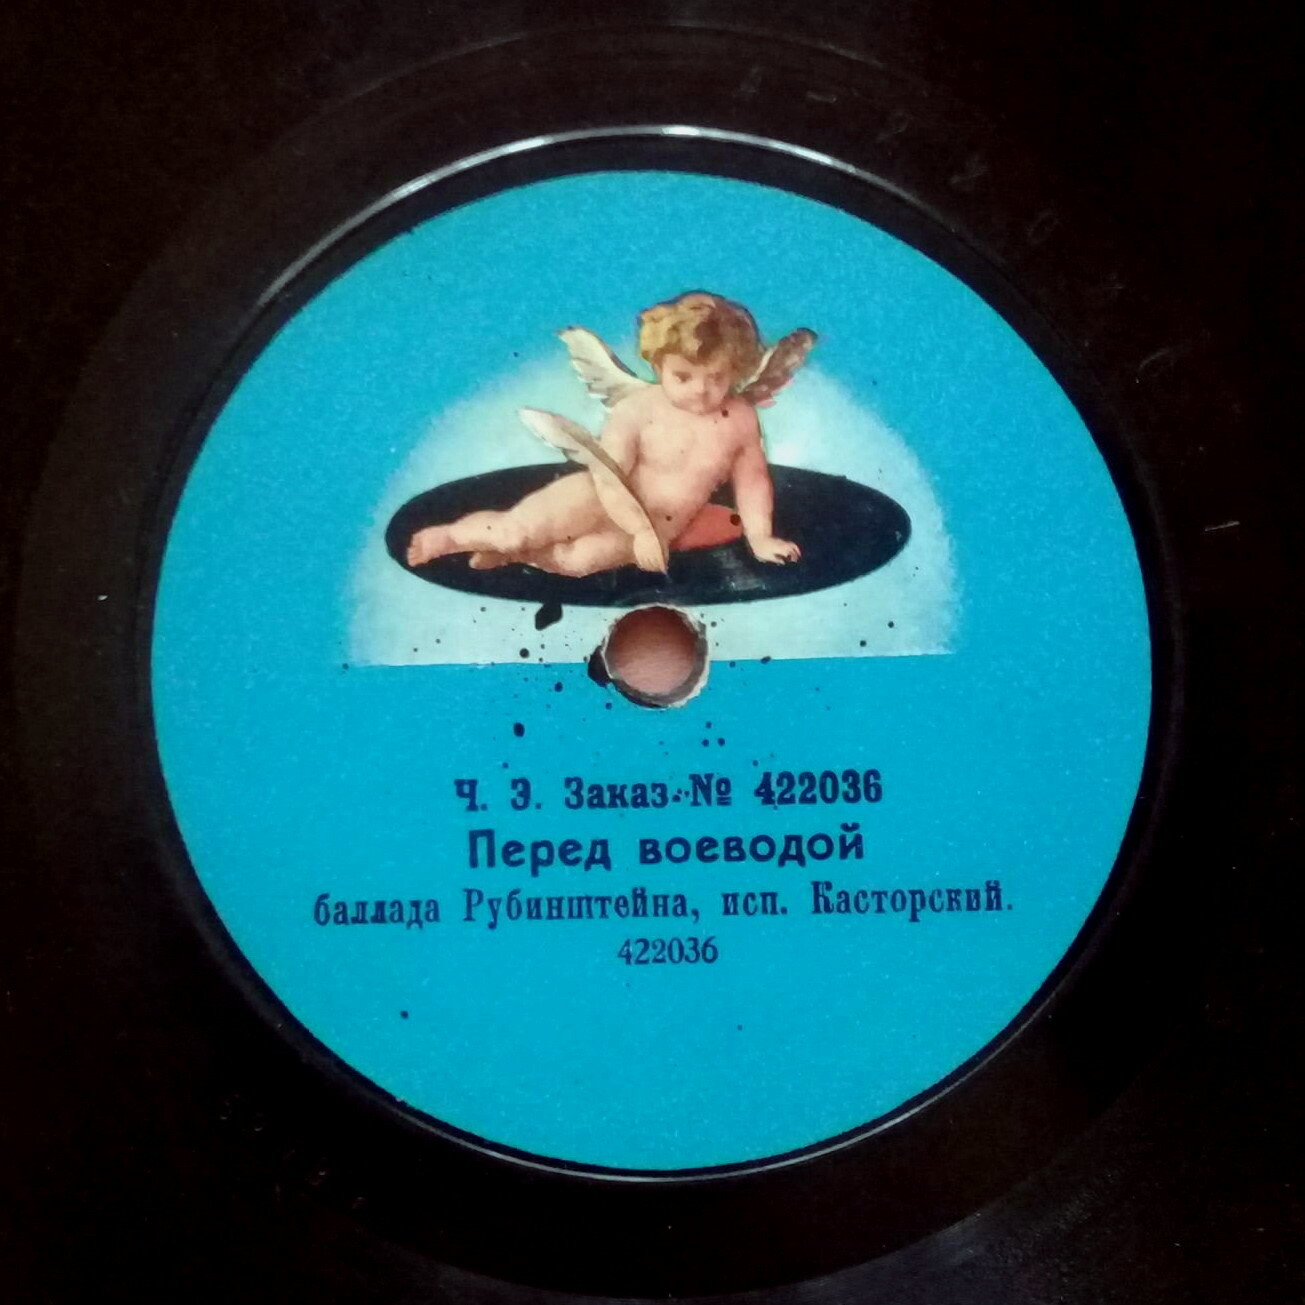 Ч. Э. Заказ. № 422036
Перед воеводой
баллада Рубинштейна, исп. Касторский.
422036